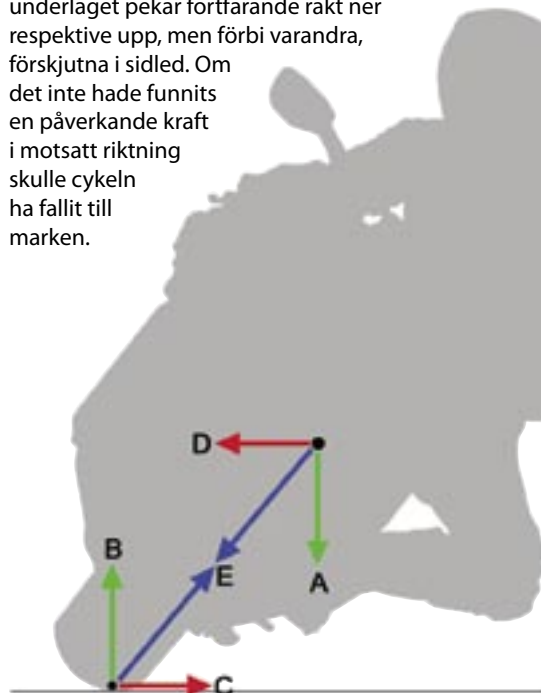 underlaget pekar fortfarande rakt ner
respektive upp, men förbi varandra,
förskjutna i sidled. Om
det inte hade funnits
en påverkande kraft
i motsatt riktning
skulle cykeln
ha fallit till
marken.
D
B
E
A
C